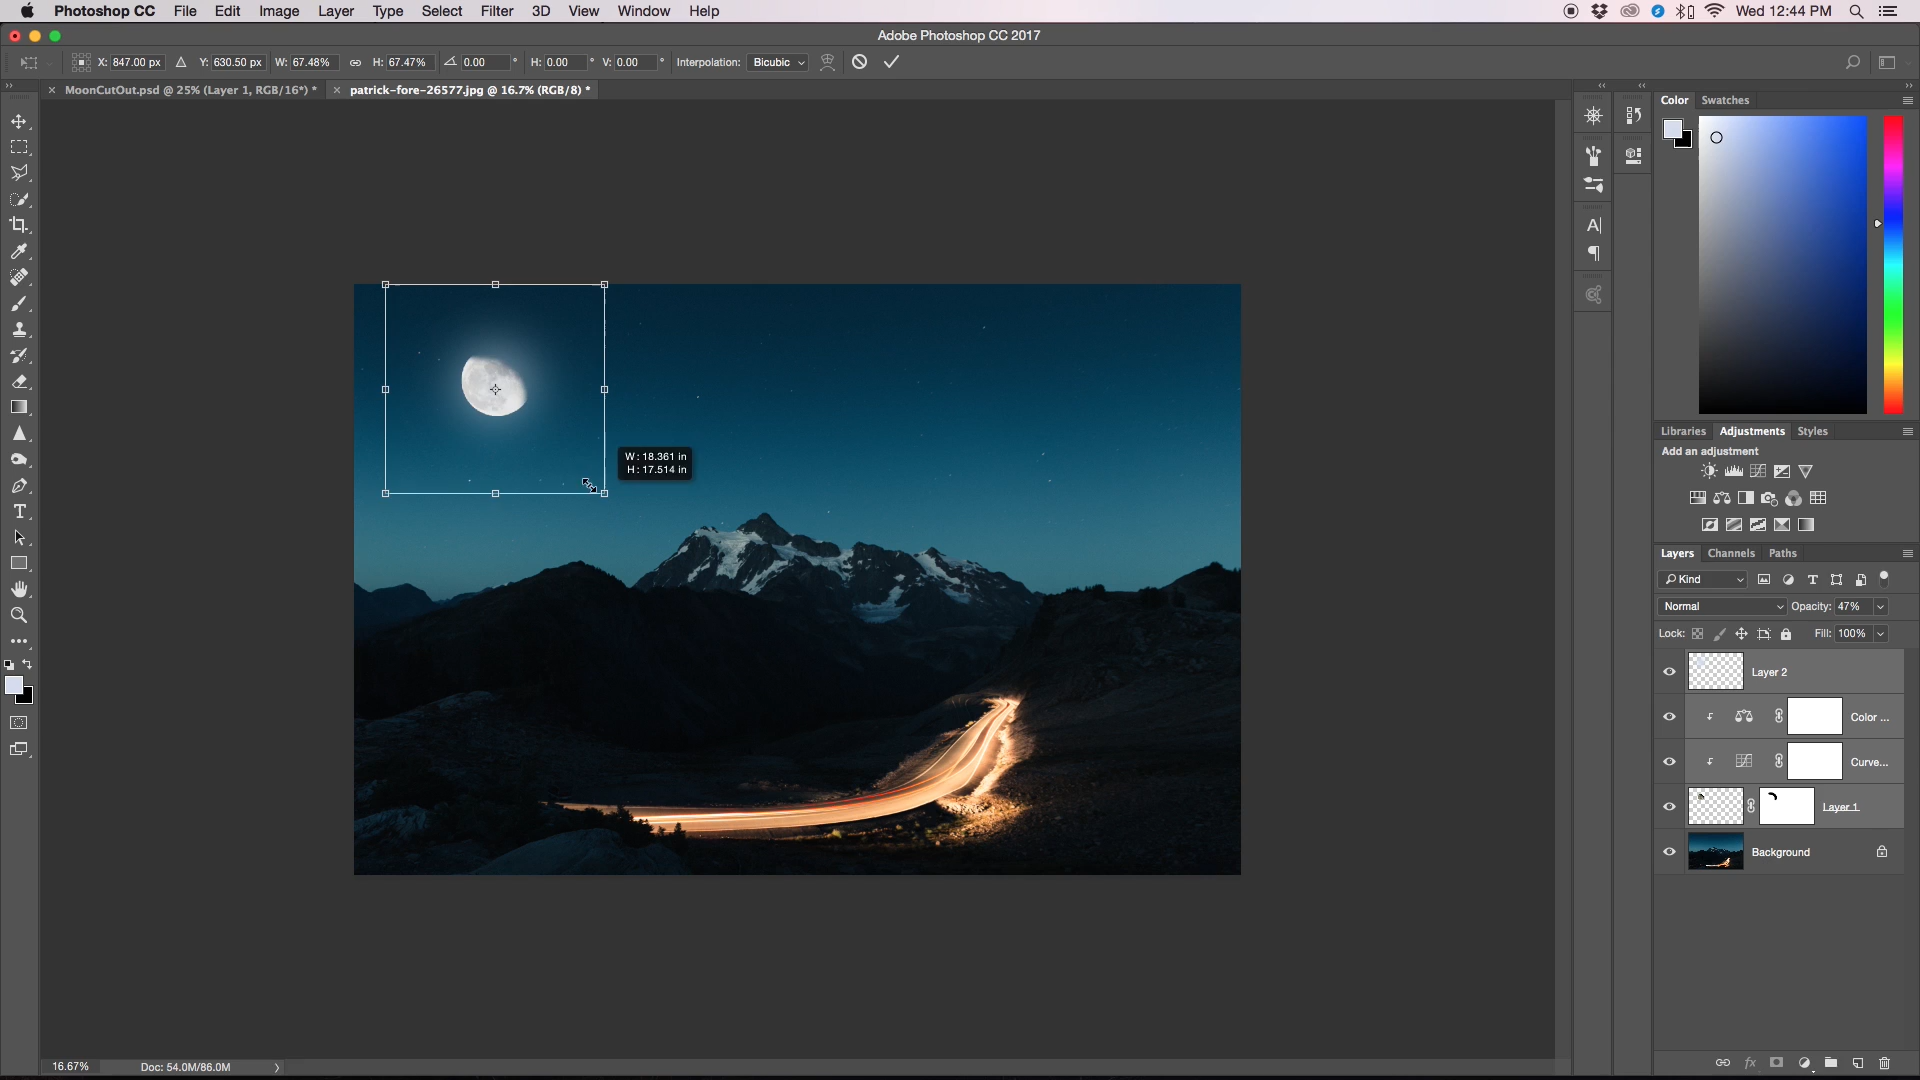 Photoshop CC File Edit Image Layer Type Select Filter 3D View Window Help Wed 12:44 PM
Adobe Photoshop CC 2017
X: 847.00 px Y: 630.50 px W: 67.48% H: 67.47% 0.00 ° H: 0.00 ° V: 0.00 ° Interpolation: Bicubic
MoonCutOut.psd @ 25% (Layer 1, RGB/16*) * patrick-fore-26577.jpg @ 16.7% (RGB/8) *
Color Swatches
W: 18.361 in
H: 17.514 in
Libraries Adjustments Styles
Add an adjustment
Layers Channels Paths
Kind
Normal Opacity: 47%
Lock: Fill: 100%
Layer 2
Color ...
Curve...
Layer 1
Background
16.67% Doc: 54.0M/86.0M